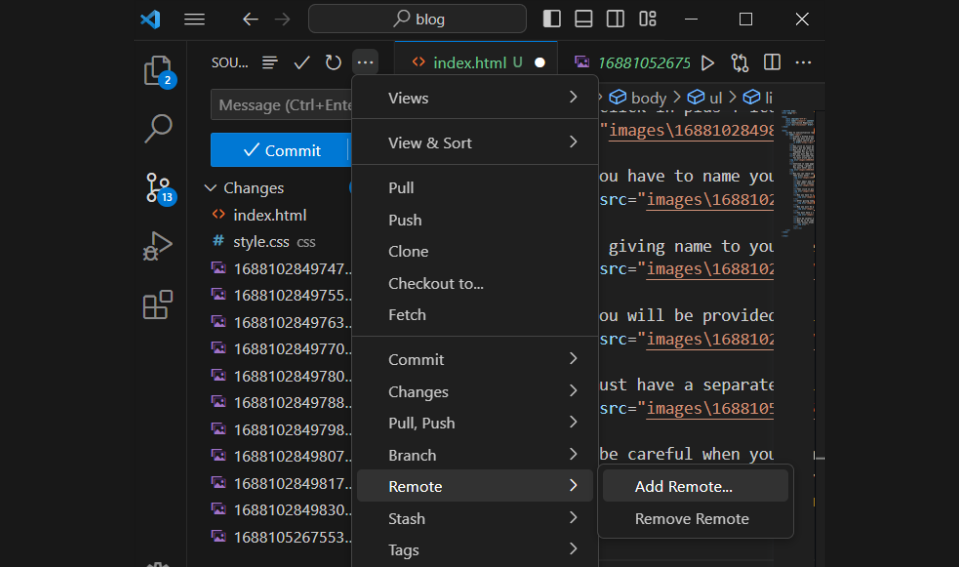 blog
SOU...
index.html U
16881052675
Message (Ctrl+Ente
body
ul
li
Commit
2
13
Changes
index.html
style.css css
1688102849747..
1688102849755..
1688102849763..
1688102849770..
1688102849780..
1688102849788..
1688102849798..
1688102849807..
1688102849817..
1688102849830..
1688105267553..
Views
View & Sort
Pull
Push
Clone
Checkout to...
Fetch
Commit
Changes
Pull, Push
Branch
Remote
Stash
Tags
Add Remote...
Remove Remote
"images\16881028498
ou have to name you
src="images\1688102
giving name to you
src="images\1688102
ou will be provided
src="images\1688102
ust have a separate
src="images\1688105
be careful when you